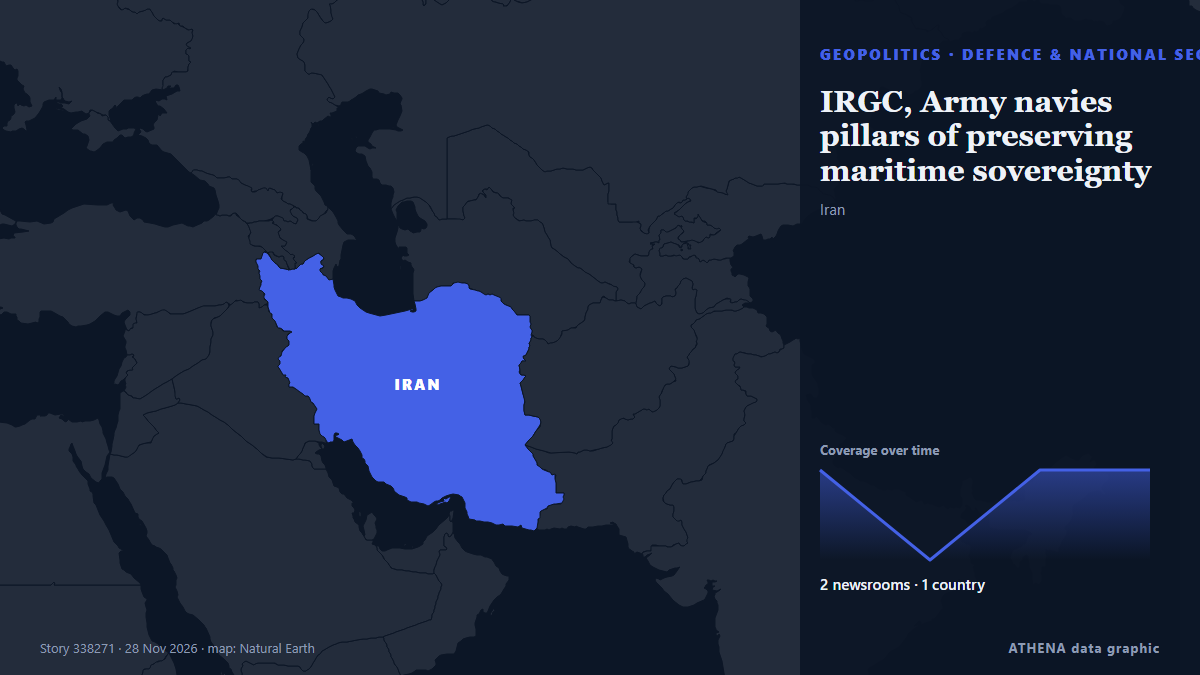 GEOPOLITICS · DEFENCE & NATIONAL
IRGC, Army navies
pillars of preserving
maritime sovereignty
Iran
IRAN
Coverage over time
2 newsrooms · 1 country
Story 338271 · 28 Nov 2026 · map: Natural Earth
ATHENA data graphic